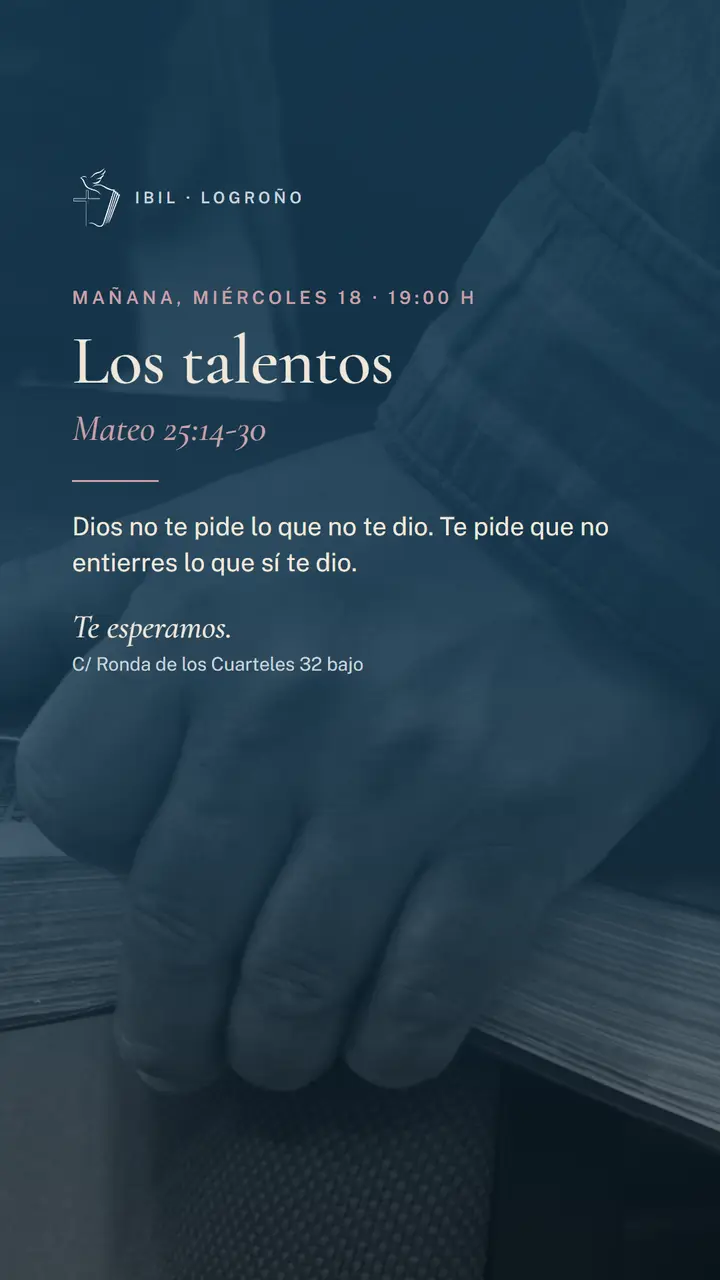 IBIL · LOGROÑO
MAÑANA, MIÉRCOLES 18 · 19:00 H
Los talentos
Mateo 25:14-30
Dios no te pide lo que no te dio. Te pide que no
entierres lo que sí te dio.
Te esperamos.
C/ Ronda de los Cuarteles 32 bajo